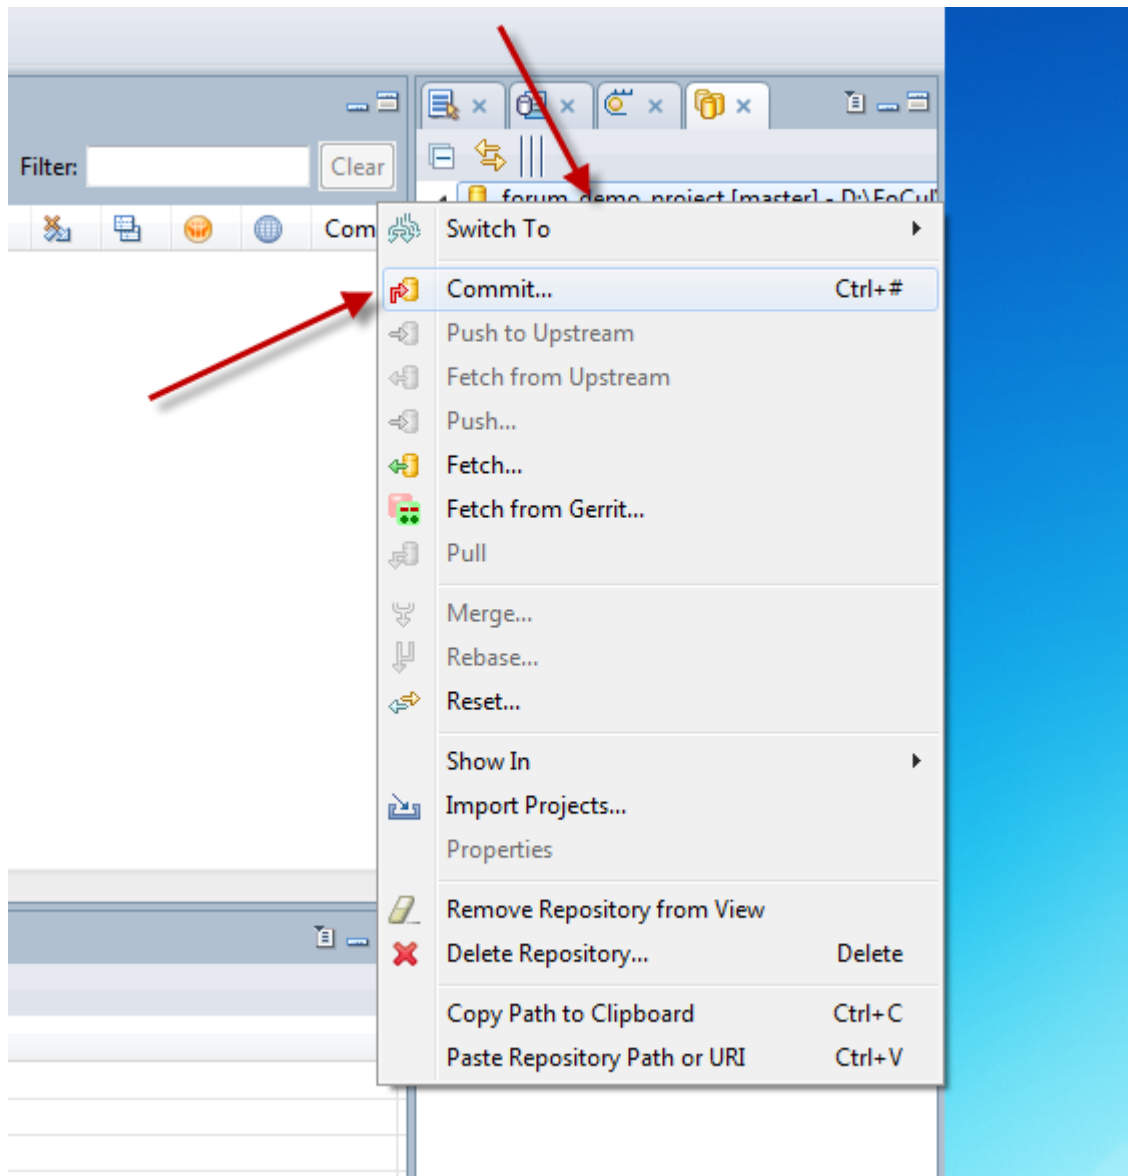 Filter:
Clear
forum_demo_project [master] - D:\FoCul
Com
Switch To
Commit... Ctrl+#
Push to Upstream
Fetch from Upstream
Push...
Fetch...
Fetch from Gerrit...
Pull
Merge...
Rebase...
Reset...
Show In
Import Projects...
Properties
Remove Repository from View
Delete Repository... Delete
Copy Path to Clipboard Ctrl+C
Paste Repository Path or URI Ctrl+V